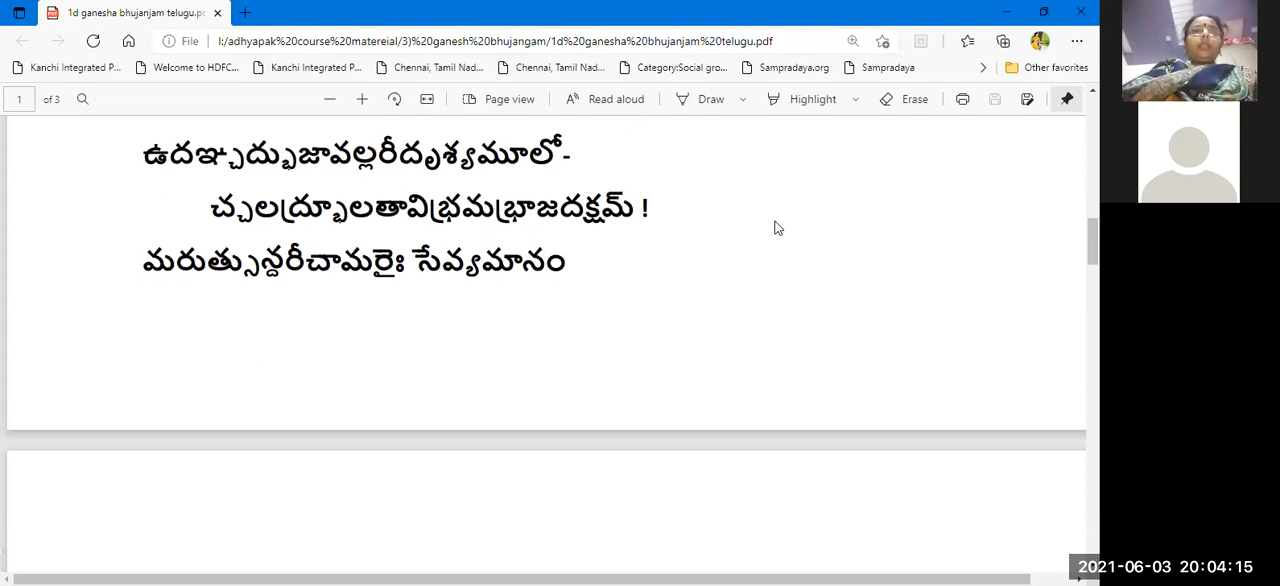 1d ganesha bhujanjam telugu.pd
File
I:/adhyapak%20course%20matereial/3)%20ganesh%20bhujangam/1d%20ganesha%20bhujanjam%20telugu.pdf
Kanchi Integrated P... Welcome to HDFC... Kanchi Integrated P... Chennai, Tamil Nad... Chennai, Tamil Nad... Category:Social gro... Sampradaya.org Sampradaya Other favorites
1 of 3 Page view Read aloud Draw Highlight Erase
ఉదఞ్చద్భుజావల్లరీదృశ్యమూలో-
చ్చలద్భ్రూలతావిభ్రమభ్రాజదక్షమ్ !
మరుత్సున్దరీచామరైః సేవ్యమానం
2021-06-03 20:04:15